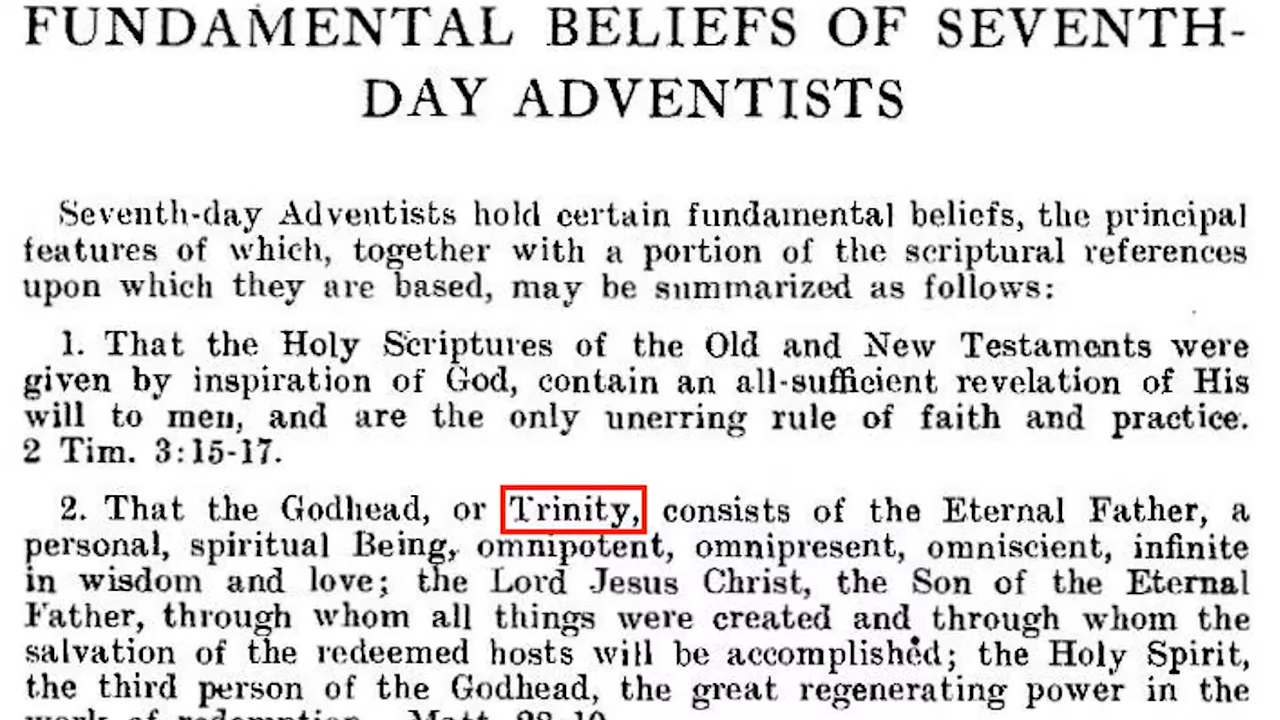 FUNDAMENTAL BELIEFS OF SEVENTH-
DAY ADVENTISTS
Seventh-day Adventists hold certain fundamental beliefs, the principal
features of which, together with a portion of the scriptural references
upon which they are based, may be summarized as follows:
1. That the Holy Scriptures of the Old and New Testaments were
given by inspiration of God, contain an all-sufficient revelation of His
will to men, and are the only unerring rule of faith and practice.
2 Tim. 3:15-17.
2. That the Godhead, or Trinity, consists of the Eternal Father, a
personal, spiritual Being, omnipotent, omnipresent, omniscient, infinite
in wisdom and love; the Lord Jesus Christ, the Son of the Eternal
Father, through whom all things were created and through whom the
salvation of the redeemed hosts will be accomplished; the Holy Spirit,
the third person of the Godhead, the great regenerating power in the
work of redemption. Matt.